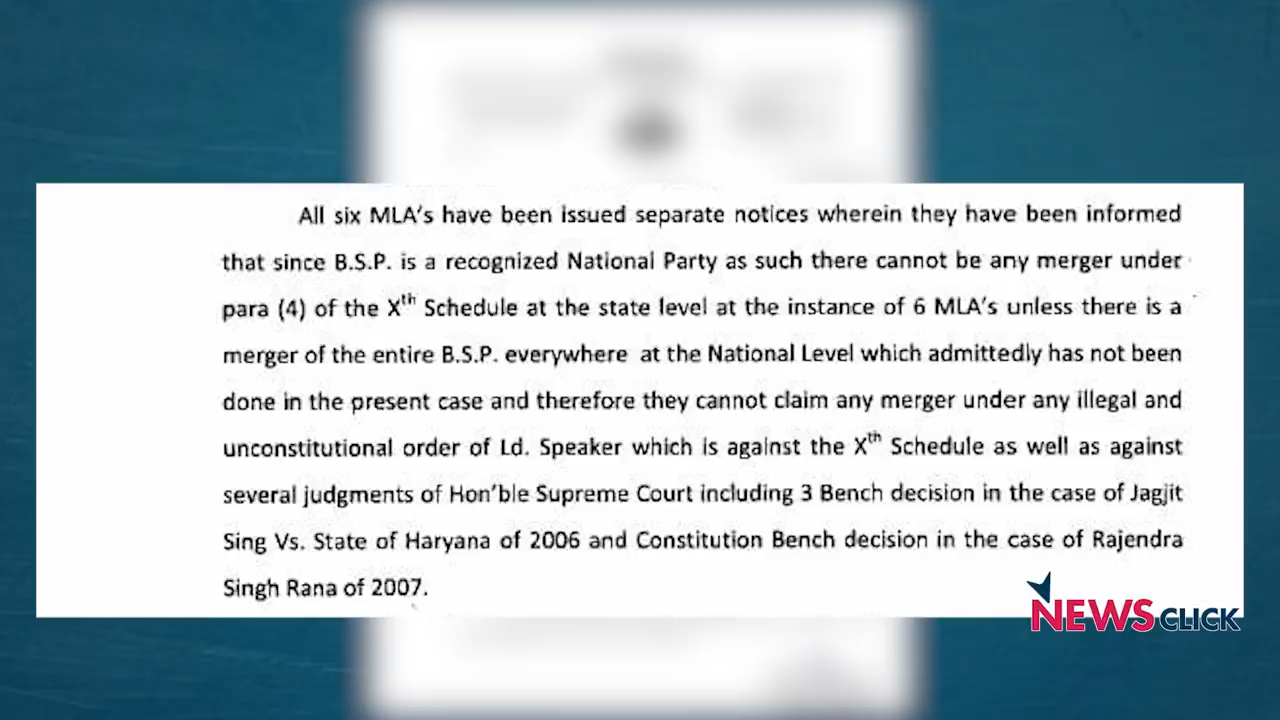 All six MLA's have been issued separate notices wherein they have been informed
that since B.S.P. is a recognized National Party as such there cannot be any merger under
para (4) of the Xth Schedule at the state level at the instance of 6 MLA's unless there is a
merger of the entire B.S.P. everywhere at the National Level which admittedly has not been
done in the present case and therefore they cannot claim any merger under any illegal and
unconstitutional order of Ld. Speaker which is against the Xth Schedule as well as against
several judgments of Hon'ble Supreme Court including 3 Bench decision in the case of Jagjit
Sing Vs. State of Haryana of 2006 and Constitution Bench decision in the case of Rajendra
Singh Rana of 2007.
NEWSCLICK